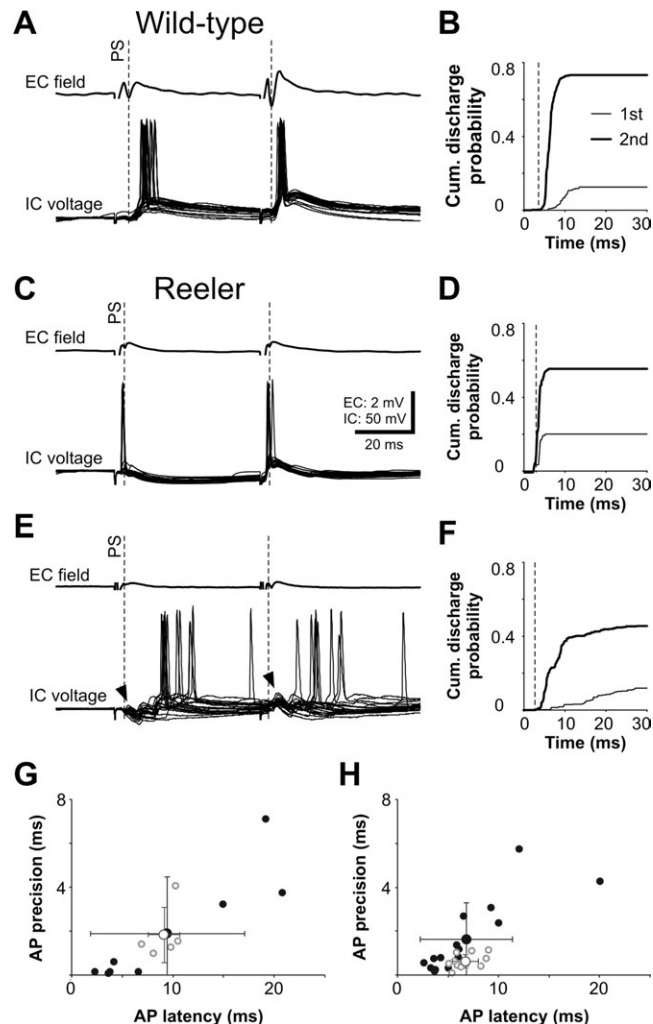 A Wild-type B
PS
EC field
IC voltage
0.8
0.4
0
Cum. discharge
probability
1st
2nd
0 10 20 30
Time (ms)
C Reeler D
PS
EC field
IC voltage
EC: 2 mV
IC: 50 mV
20 ms
0.8
0.4
0
Cum. discharge
probability
0 10 20 30
Time (ms)
E F
PS
EC field
IC voltage
0.8
0.4
0
Cum. discharge
probability
0 10 20 30
Time (ms)
G H
8
4
AP precision (ms)
0 10 20
AP latency (ms)
8
4
AP precision (ms)
0 10 20
AP latency (ms)